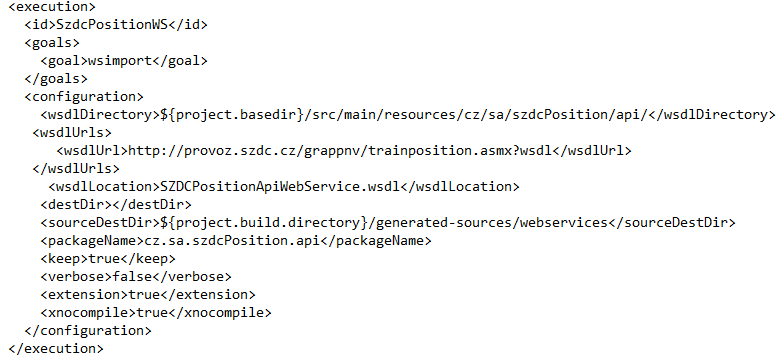 <execution>
  <id>SzdcPositionWS</id>
  <goals>
    <goal>wsimport</goal>
  </goals>
  <configuration>
    <wsdlDirectory>${project.basedir}/src/main/resources/cz/sa/szdcPosition/api/</wsdlDirectory>
   <wsdlUrls>
      <wsdlUrl>http://provoz.szdc.cz/grappnv/trainposition.asmx?wsdl</wsdlUrl>
   </wsdlUrls>
     <wsdlLocation>SZDCPositionApiWebService.wsdl</wsdlLocation>
    <destDir></destDir>
    <sourceDestDir>${project.build.directory}/generated-sources/webservices</sourceDestDir>
    <packageName>cz.sa.szdcPosition.api</packageName>
    <keep>true</keep>
    <verbose>false</verbose>
    <extension>true</extension>
    <xnocompile>true</xnocompile>
  </configuration>
</execution>